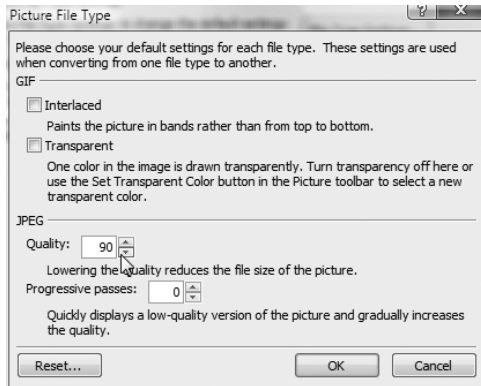 Picture File Type
Please choose your default settings for each file type. These settings are used
when converting from one file type to another.
GIF
Interlaced
Paints the picture in bands rather than from top to bottom.
Transparent
One color in the image is drawn transparently. Turn transparency off here or
use the Set Transparent Color button in the Picture toolbar to select a new
transparent color.
JPEG
Quality: 90
Lowering the quality reduces the file size of the picture.
Progressive passes: 0
Quickly displays a low-quality version of the picture and gradually increases
the quality.
Reset... OK Cancel